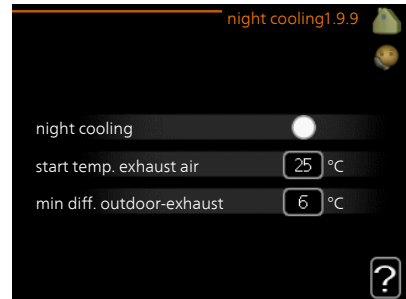 night cooling1.9.9
night cooling
start temp. exhaust air 25 °C
min diff. outdoor-exhaust 6 °C
?